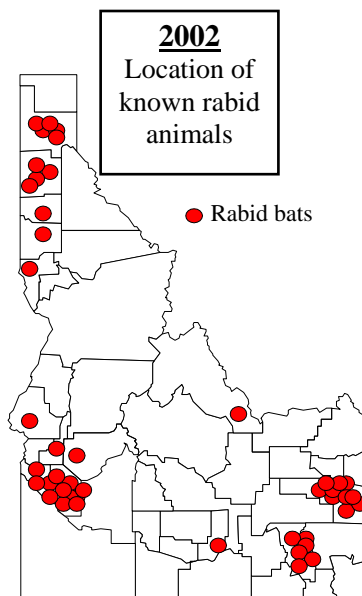 2002
Location of
known rabid
animals
Rabid bats